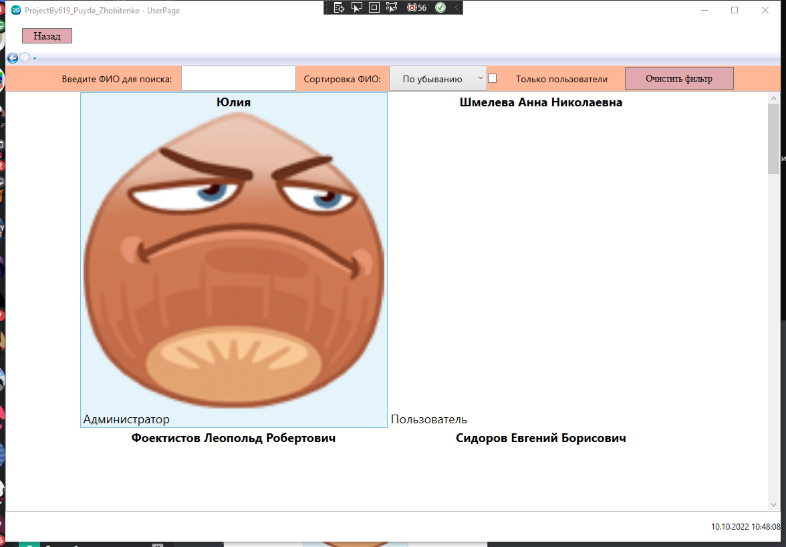 ProjectBy619_Puyda_Zhobitenko - UserPage
56
Назад
Введите ФИО для поиска:
Сортировка ФИО:
По убыванию
Только пользователи
Очистить фильтр
Юлия
Шмелева Анна Николаевна
Администратор
Пользователь
Фоектистов Леопольд Робертович
Сидоров Евгений Борисович
10.10.2022 10:48:08